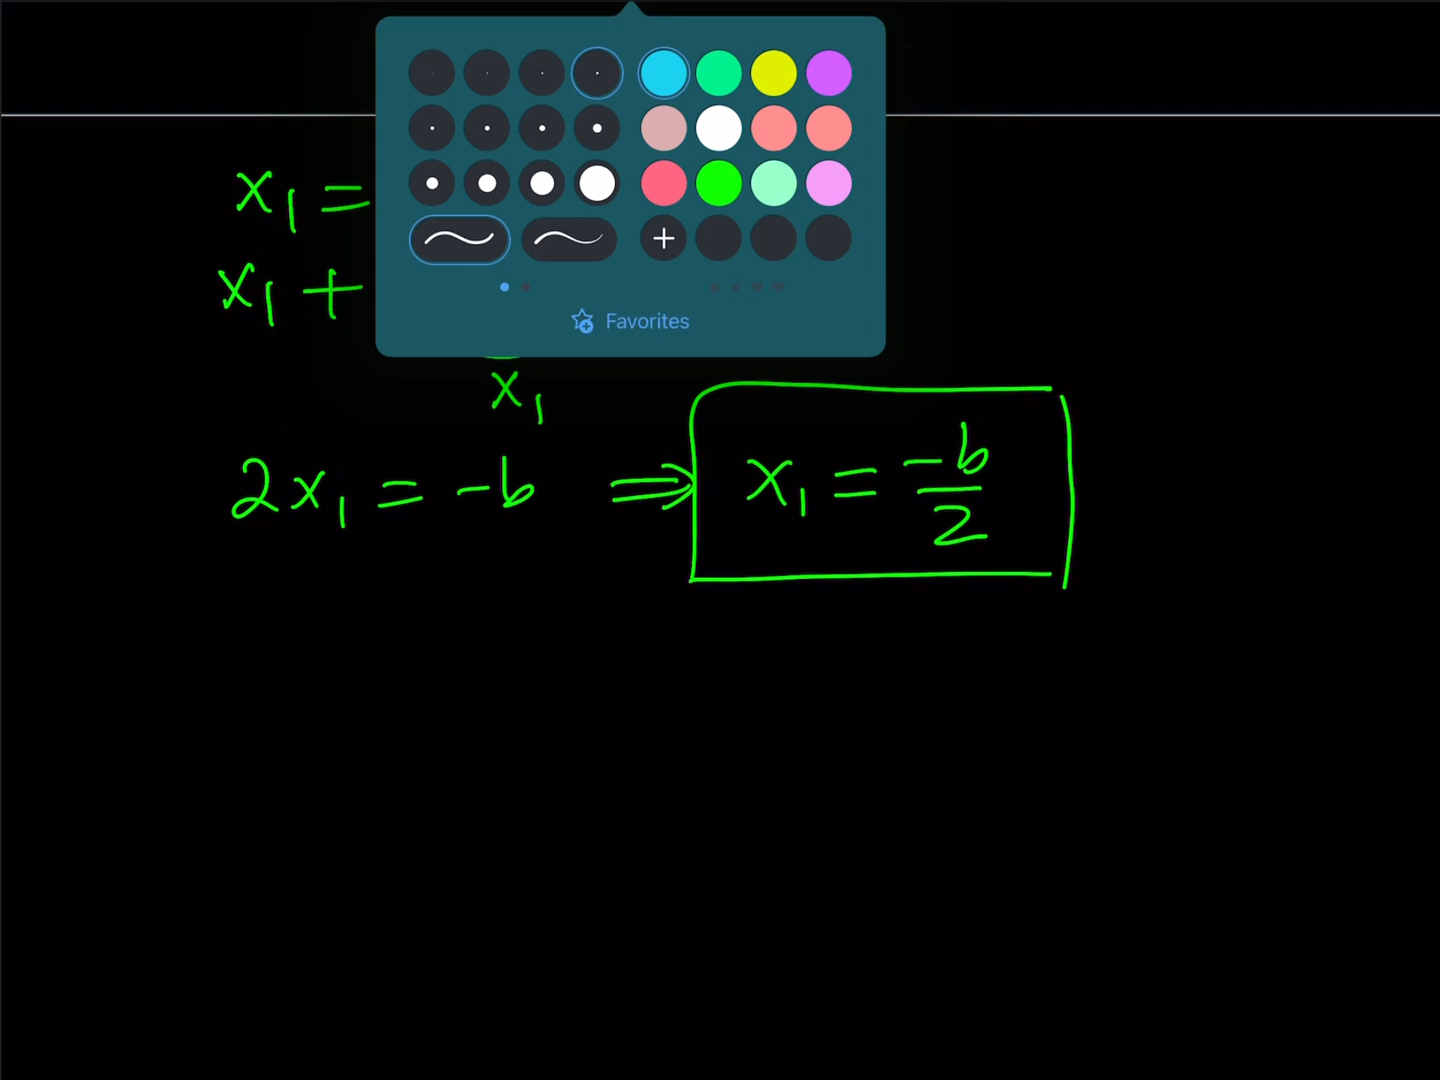 x₁ =
x₁ +
Favorites
x₁
2x₁ = -b ⇒ x₁ = -b/2